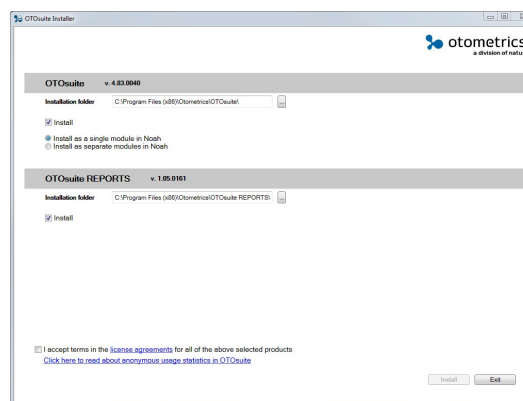 OTOsuite Installer
otometrics
a division of natus
OTOsuite v. 4.83.0040
Installation folder C:\Program Files (x86)\Otometrics\OTOsuite\ ...
Install
Install as a single module in Noah
Install as separate modules in Noah
OTOsuite REPORTS v. 1.05.0161
Installation folder C:\Program Files (x86)\Otometrics\OTOsuite REPORTS\ ...
Install
I accept terms in the license agreements for all of the above selected products
Click here to read about anonymous usage statistics in OTOsuite
Install Exit